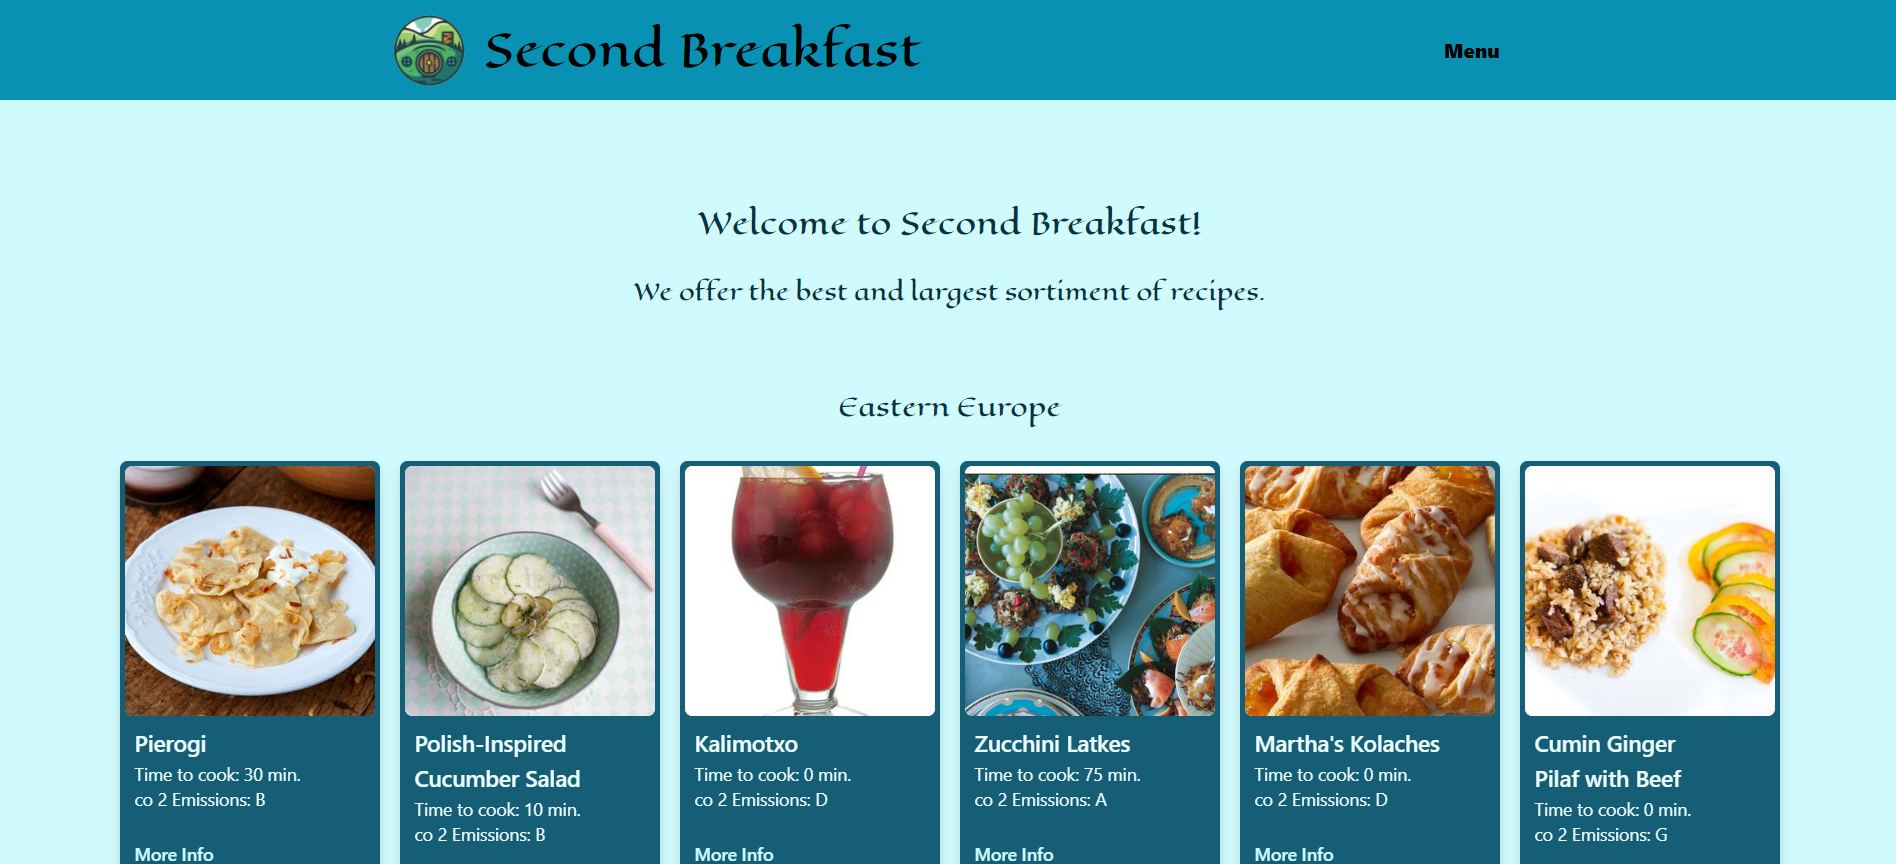 Second Breakfast
Menu
Welcome to Second Breakfast!
We offer the best and largest sortiment of recipes.
Eastern Europe
Pierogi
Time to cook: 30 min.
co 2 Emissions: B
More Info
Polish-Inspired
Cucumber Salad
Time to cook: 10 min.
co 2 Emissions: B
Kalimotxo
Time to cook: 0 min.
co 2 Emissions: D
More Info
Zucchini Latkes
Time to cook: 75 min.
co 2 Emissions: A
More Info
Martha's Kolaches
Time to cook: 0 min.
co 2 Emissions: D
More Info
Cumin Ginger
Pilaf with Beef
Time to cook: 0 min.
co 2 Emissions: G